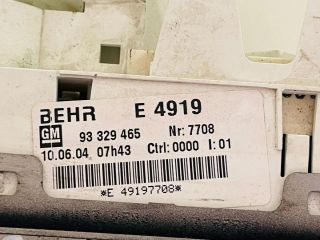 BEHR E 4919
GM 93 329 465 Nr: 7708
10.06.04 07h43 Ctrl: 0000 I: 01
*E 49197708*